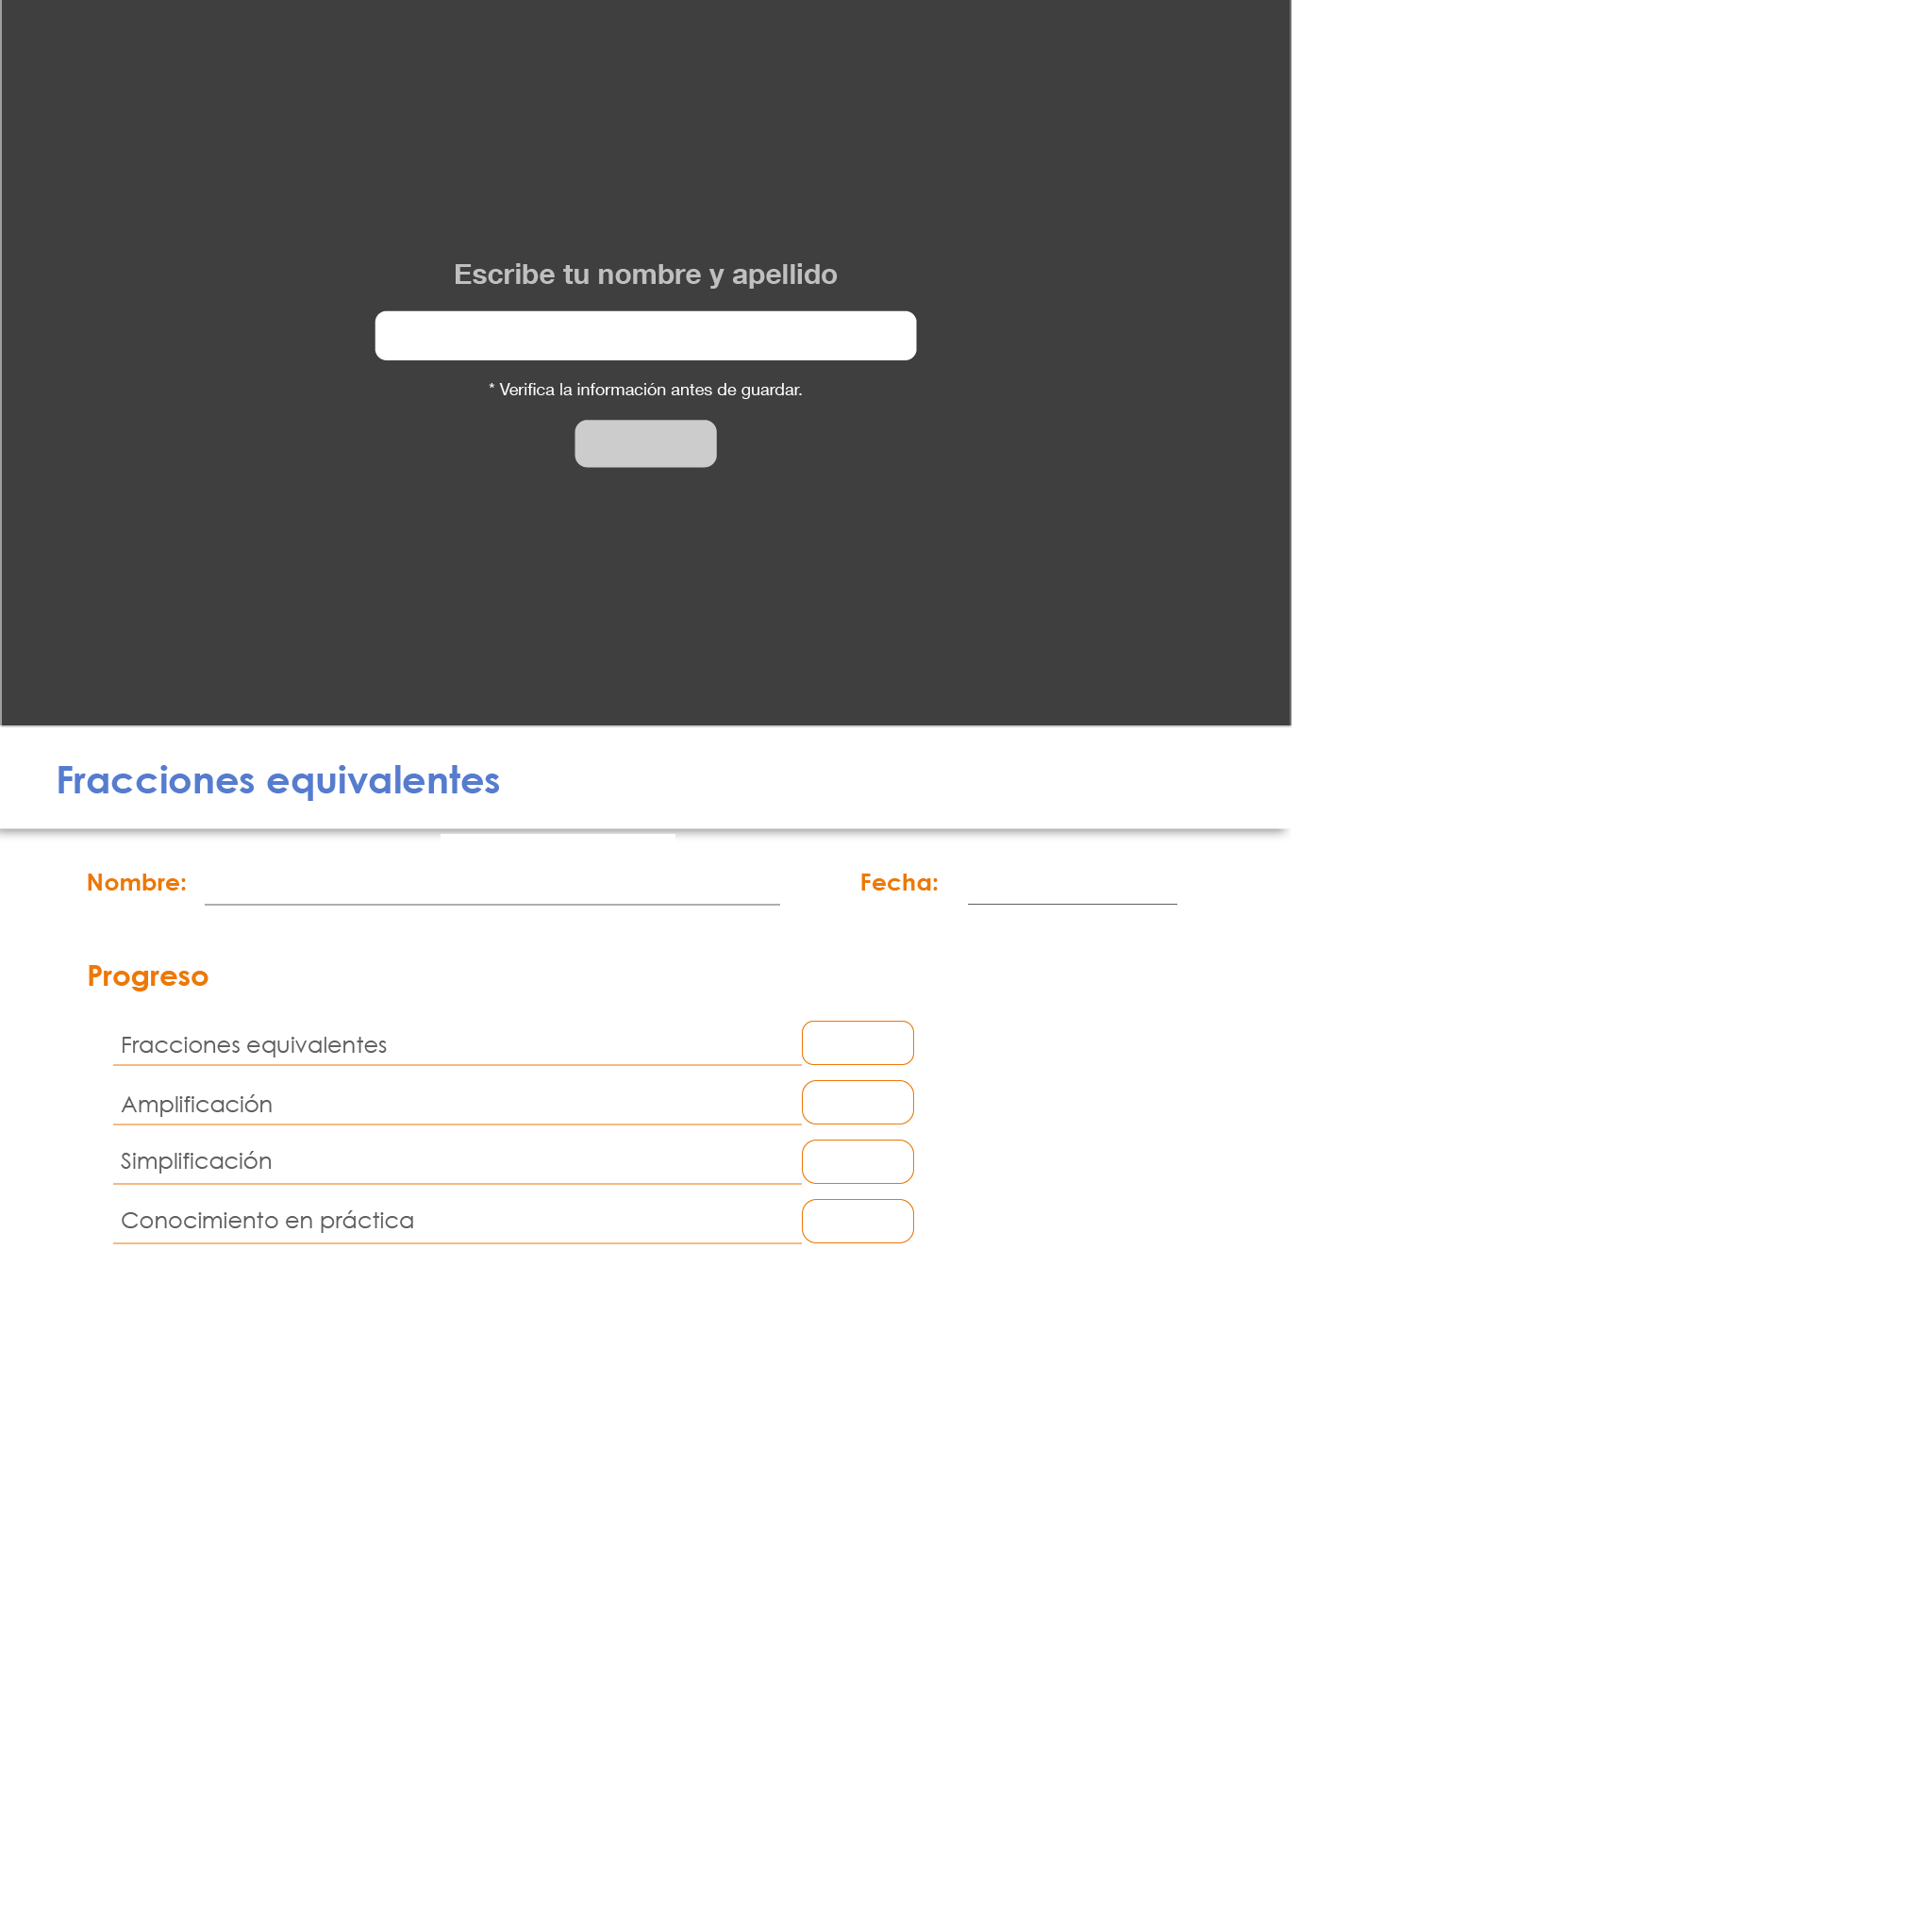 Escribe tu nombre y apellido
* Verifica la información antes de guardar.
Fracciones equivalentes
Nombre:
Fecha:
Progreso
Fracciones equivalentes
Amplificación
Simplificación
Conocimiento en práctica